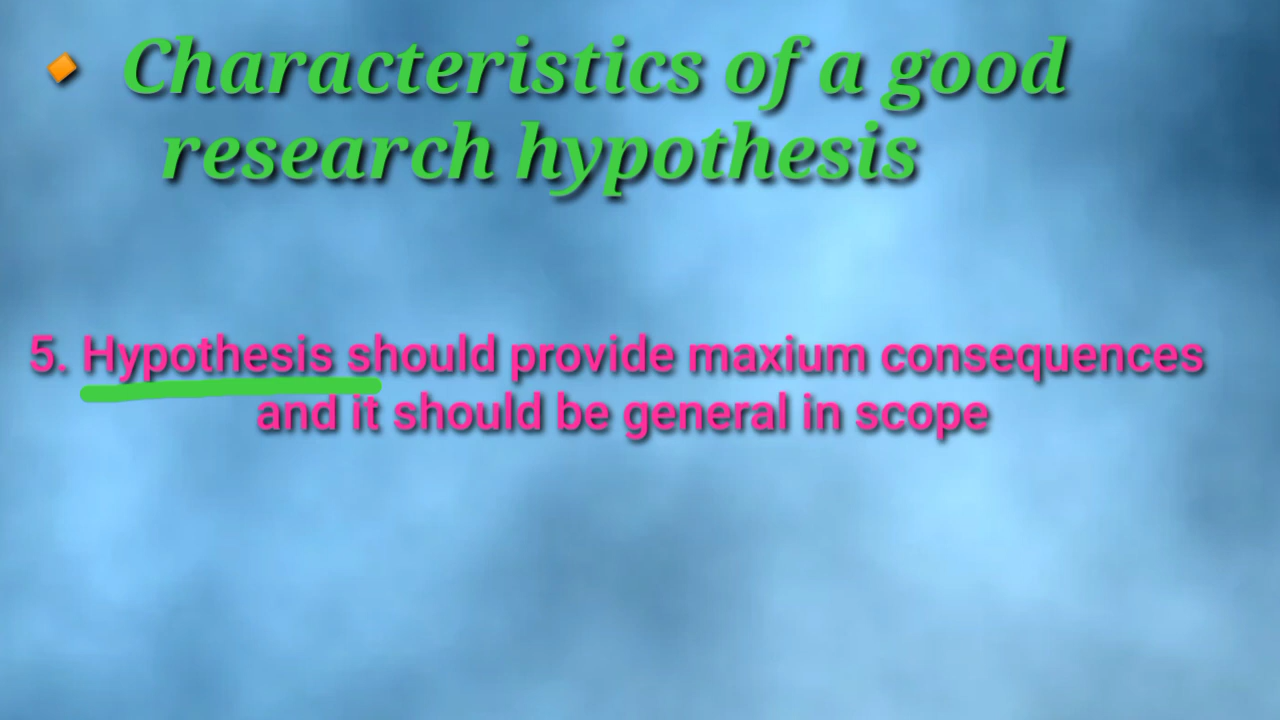 Characteristics of a good
research hypothesis
5. Hypothesis should provide maxium consequences
and it should be general in scope